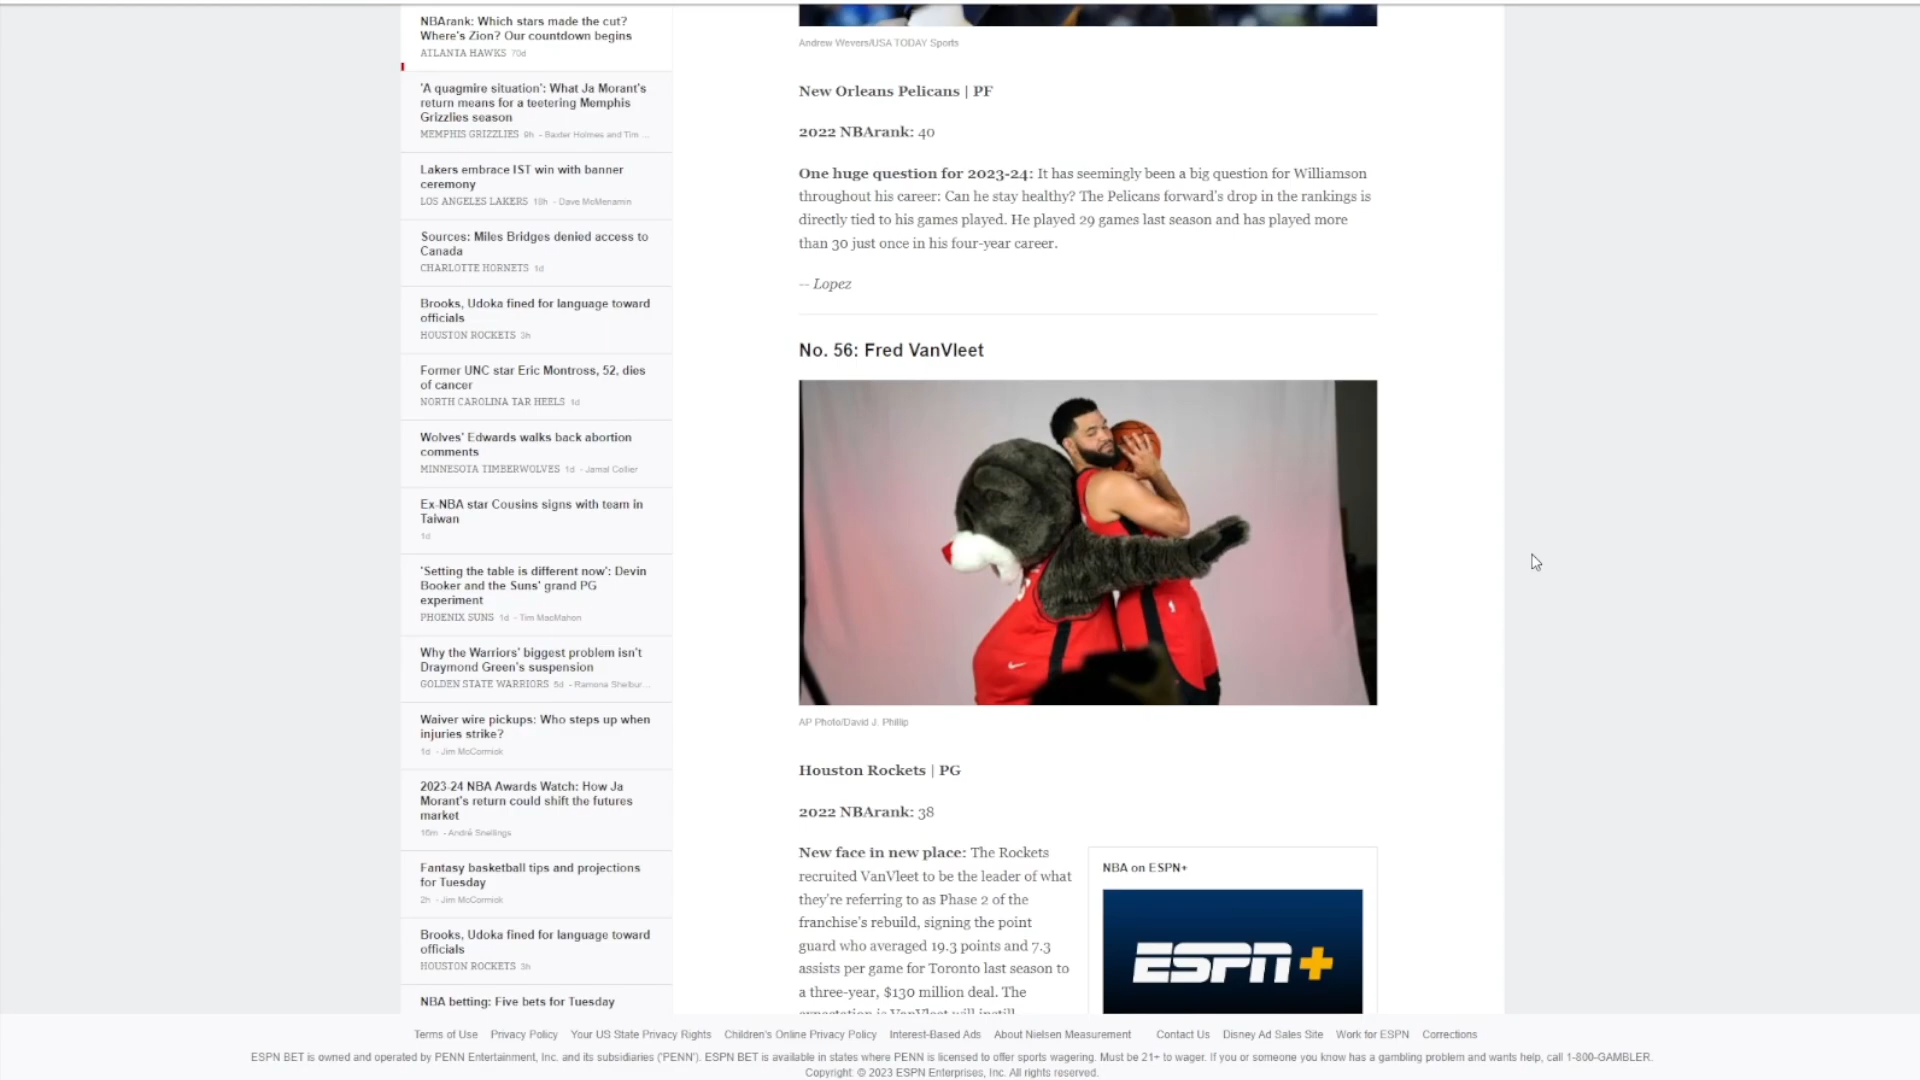 NBArank: Which stars made the cut?
Where's Zion? Our countdown begins
ATLANTA HAWKS 70d
'A quagmire situation': What Ja Morant's
return means for a teetering Memphis
Grizzlies season
MEMPHIS GRIZZLIES 9h - Baxter Holmes and Tim ...
Lakers embrace IST win with banner
ceremony
LOS ANGELES LAKERS 18h - Dave McMenamin
Sources: Miles Bridges denied access to
Canada
CHARLOTTE HORNETS 1d
Brooks, Udoka fined for language toward
officials
HOUSTON ROCKETS 3h
Former UNC star Eric Montross, 52, dies
of cancer
NORTH CAROLINA TAR HEELS 1d
Wolves' Edwards walks back abortion
comments
MINNESOTA TIMBERWOLVES 1d - Jamal Collier
Ex-NBA star Cousins signs with team in
Taiwan
1d
'Setting the table is different now': Devin
Booker and the Suns' grand PG
experiment
PHOENIX SUNS 1d - Tim MacMahon
Why the Warriors' biggest problem isn't
Draymond Green's suspension
GOLDEN STATE WARRIORS 5d - Ramona Shelbur...
Waiver wire pickups: Who steps up when
injuries strike?
1d - Jim McCormick
2023-24 NBA Awards Watch: How Ja
Morant's return could shift the futures
market
16m - André Snellings
Fantasy basketball tips and projections
for Tuesday
2h - Jim McCormick
Brooks, Udoka fined for language toward
officials
HOUSTON ROCKETS 3h
NBA betting: Five bets for Tuesday
Andrew Wevers/USA TODAY Sports
New Orleans Pelicans | PF
2022 NBArank: 40
One huge question for 2023-24: It has seemingly been a big question for Williamson
throughout his career: Can he stay healthy? The Pelicans forward's drop in the rankings is
directly tied to his games played. He played 29 games last season and has played more
than 30 just once in his four-year career.
-- Lopez
No. 56: Fred VanVleet
AP Photo/David J. Phillip
Houston Rockets | PG
2022 NBArank: 38
New face in new place: The Rockets
recruited VanVleet to be the leader of what
they're referring to as Phase 2 of the
franchise's rebuild, signing the point
guard who averaged 19.3 points and 7.3
assists per game for Toronto last season to
a three-year, $130 million deal. The
expectation is VanVleet will instill
NBA on ESPN+
ESPN+
Terms of Use Privacy Policy Your US State Privacy Rights Children's Online Privacy Policy Interest-Based Ads About Nielsen Measurement Contact Us Disney Ad Sales Site Work for ESPN Corrections
ESPN BET is owned and operated by PENN Entertainment, Inc. and its subsidiaries ('PENN'). ESPN BET is available in states where PENN is licensed to offer sports wagering. Must be 21+ to wager. If you or someone you know has a gambling problem and wants help, call 1-800-GAMBLER.
Copyright: © 2023 ESPN Enterprises, Inc. All rights reserved.